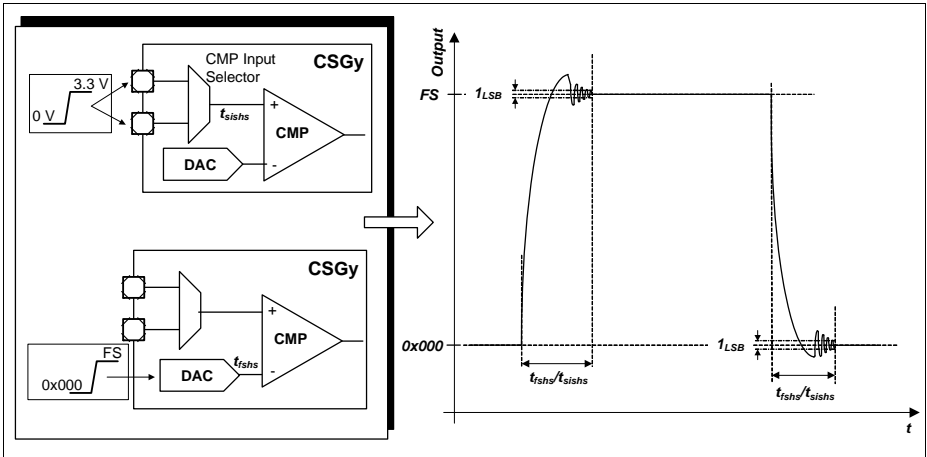 CMP Input
Selector
CSGy
3.3 V
0 V
t_sishs
+
CMP
DAC
-
CSGy
+
CMP
FS
0x000
t_fshs
DAC
-
Output
FS
1_LSB
0x000
1_LSB
t_fshs/t_sishs
t_fshs/t_sishs
t